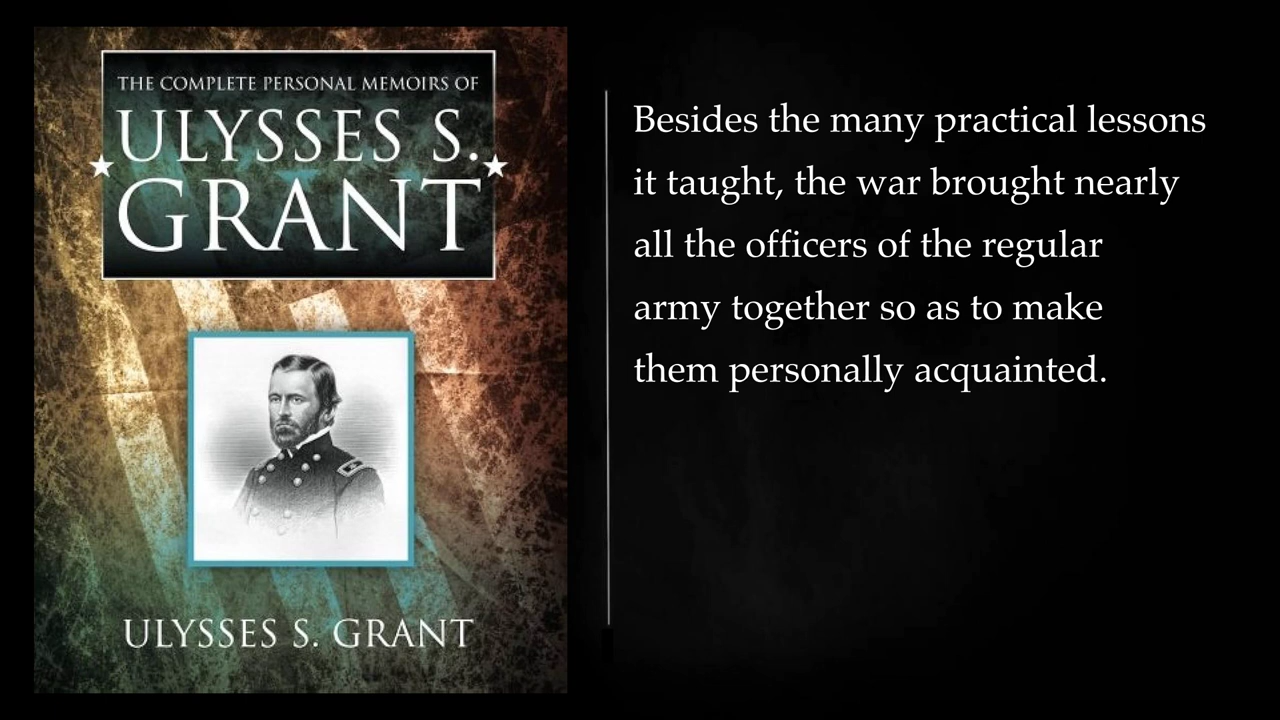 THE COMPLETE PERSONAL MEMOIRS OF
ULYSSES S.
GRANT
ULYSSES S. GRANT
Besides the many practical lessons
it taught, the war brought nearly
all the officers of the regular
army together so as to make
them personally acquainted.